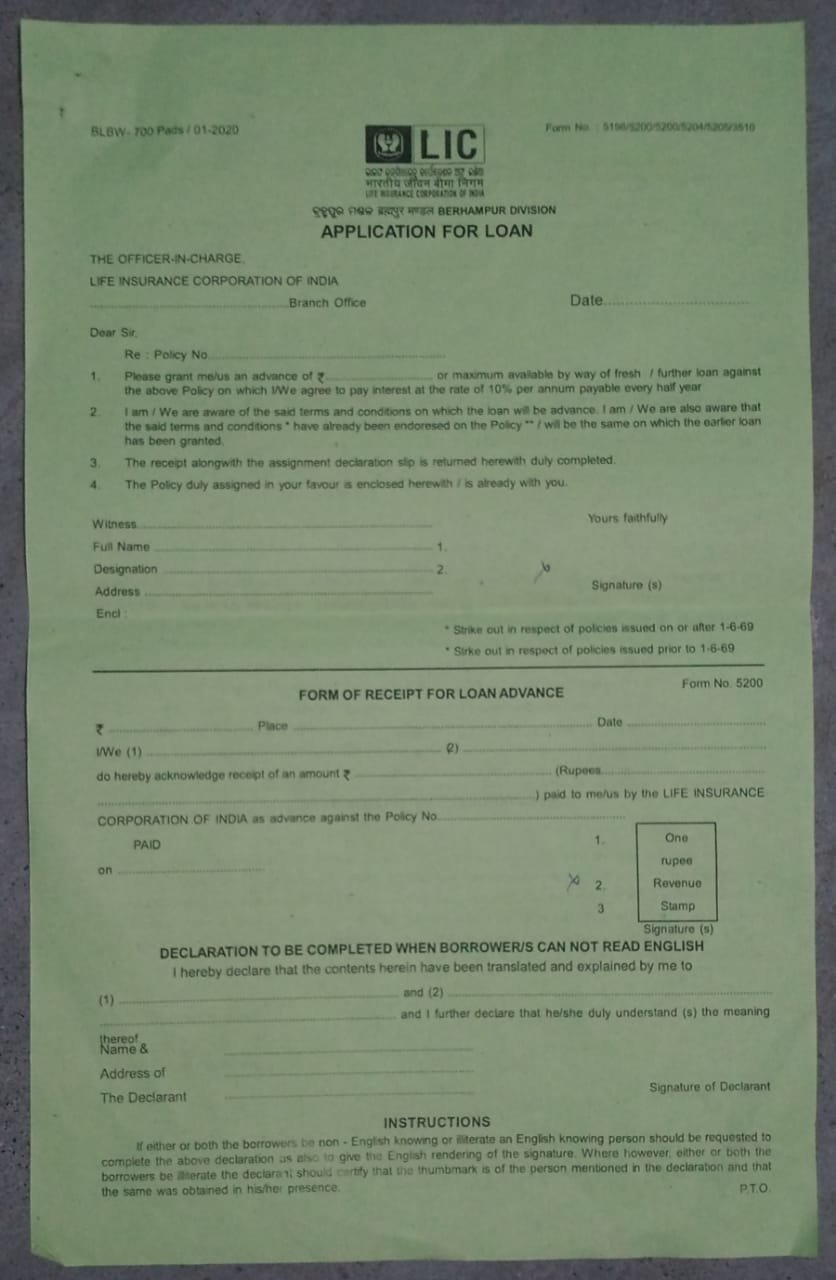 BLBW- 700 Pads / 01-2020
Form No. : 5196/5200/5200/5204/5205/3510
LIC
भारतीय जीवन बीमा निगम
LIFE INSURANCE CORPORATION OF INDIA
ब्रह्मपुर मण्डल BERHAMPUR DIVISION
APPLICATION FOR LOAN
THE OFFICER-IN-CHARGE.
LIFE INSURANCE CORPORATION OF INDIA
Branch Office Date
Dear Sir,
Re : Policy No
1. Please grant me/us an advance of ₹ or maximum available by way of fresh / further loan against
the above Policy on which I/We agree to pay interest at the rate of 10% per annum payable every half year
2. I am / We are aware of the said terms and conditions on which the loan will be advance. I am / We are also aware that
the said terms and conditions * have already been endoresed on the Policy ** / will be the same on which the earlier loan
has been granted.
3. The receipt alongwith the assignment declaration slip is returned herewith duly completed.
4. The Policy duly assigned in your favour is enclosed herewith / is already with you.
Witness Yours faithfully
Full Name 1.
Designation 2.
Address Signature (s)
Encl :
* Strike out in respect of policies issued on or after 1-6-69
* Strke out in respect of policies issued prior to 1-6-69
Form No. 5200
FORM OF RECEIPT FOR LOAN ADVANCE
₹ Place Date
I/We (1) (2)
do hereby acknowledge receipt of an amount ₹ (Rupees
) paid to me/us by the LIFE INSURANCE
CORPORATION OF INDIA as advance against the Policy No
PAID 1. One
rupee
on 2. Revenue
3 Stamp
Signature (s)
DECLARATION TO BE COMPLETED WHEN BORROWER/S CAN NOT READ ENGLISH
I hereby declare that the contents herein have been translated and explained by me to
(1) and (2)
and I further declare that he/she duly understand (s) the meaning
thereof
Name &
Address of
The Declarant Signature of Declarant
INSTRUCTIONS
If either or both the borrowers be non - English knowing or illiterate an English knowing person should be requested to
complete the above declaration as also to give the English rendering of the signature. Where however, either or both the
borrowers be illiterate the declarant should certify that the thumbmark is of the person mentioned in the declaration and that
the same was obtained in his/her presence. P.T.O.